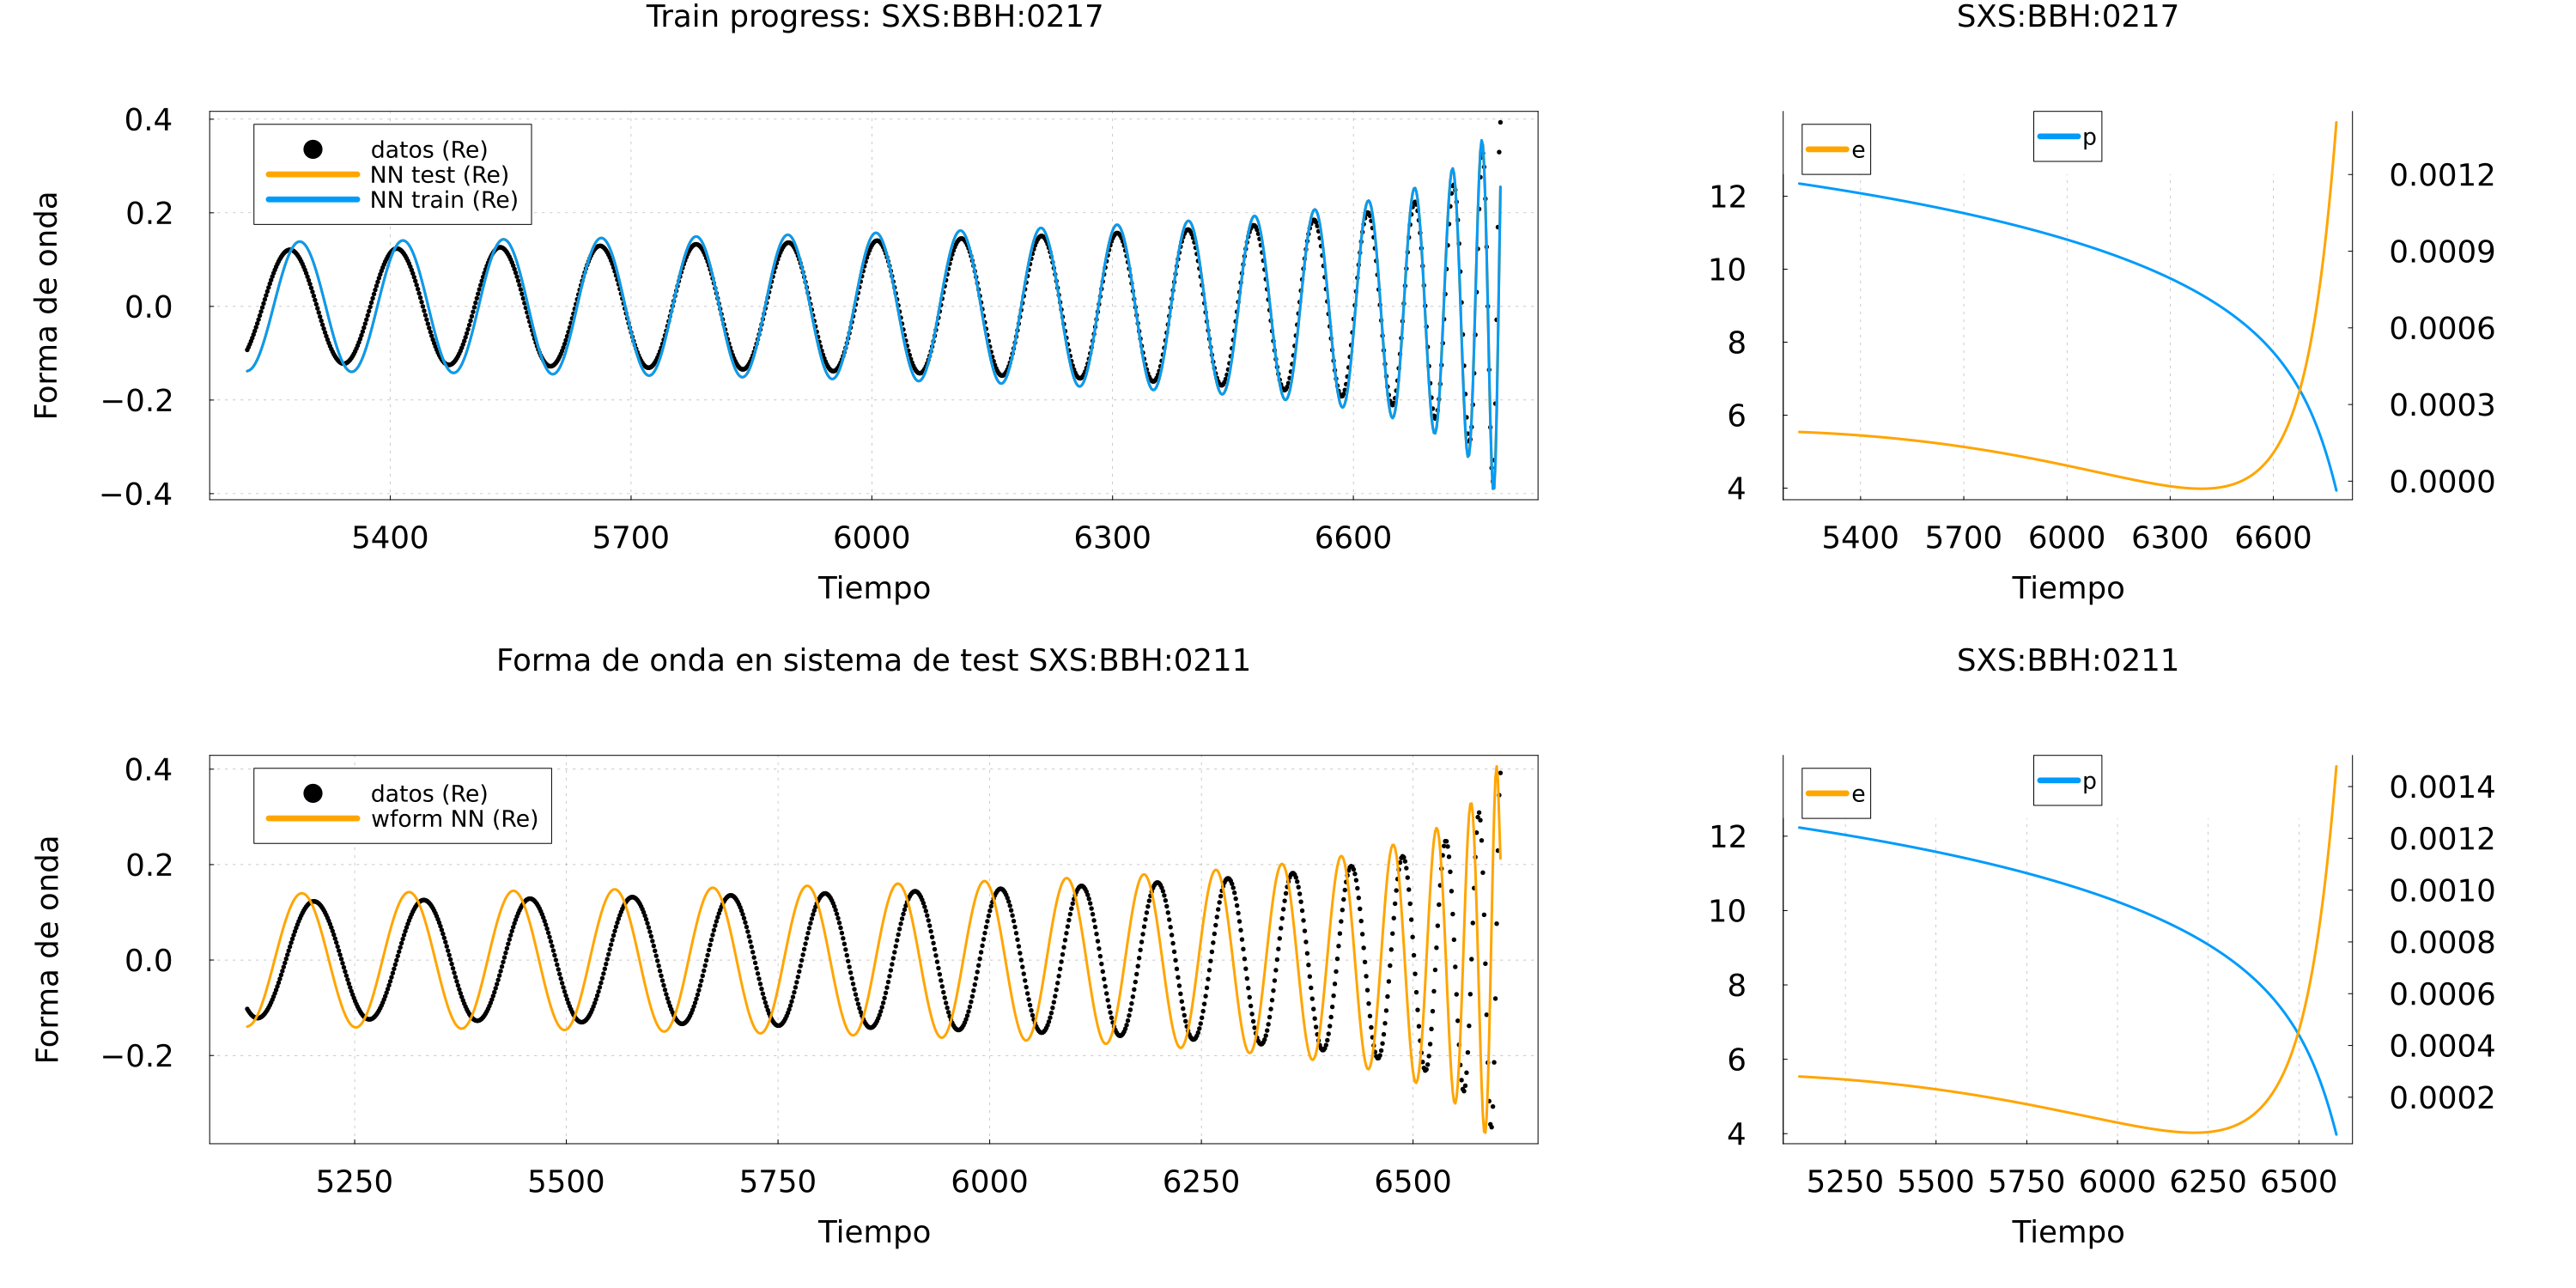 Train progress: SXS:BBH:0217
Forma de onda
0.4
0.2
0.0
−0.2
−0.4
datos (Re)
NN test (Re)
NN train (Re)
5400 5700 6000 6300 6600
Tiempo
SXS:BBH:0217
e
p
12
10
8
6
4
0.0012
0.0009
0.0006
0.0003
0.0000
5400 5700 6000 6300 6600
Tiempo
Forma de onda en sistema de test SXS:BBH:0211
Forma de onda
0.4
0.2
0.0
−0.2
datos (Re)
wform NN (Re)
5250 5500 5750 6000 6250 6500
Tiempo
SXS:BBH:0211
e
p
12
10
8
6
4
0.0014
0.0012
0.0010
0.0008
0.0006
0.0004
0.0002
5250 5500 5750 6000 6250 6500
Tiempo